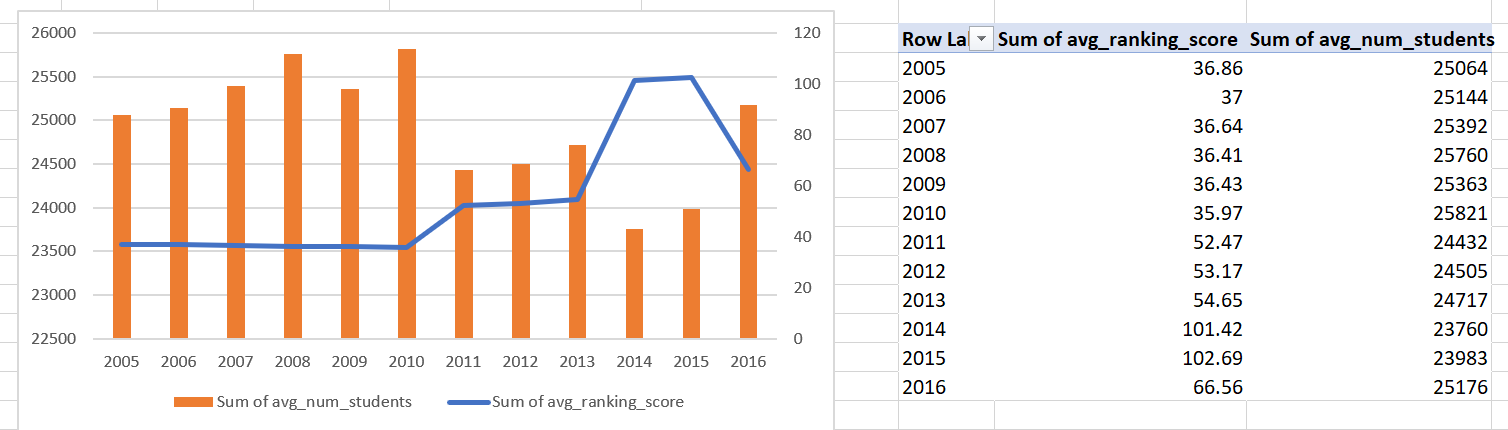 26000 120
25500 100
25000 80
24500 60
24000 40
23500 20
23000 0
22500
2005 2006 2007 2008 2009 2010 2011 2012 2013 2014 2015 2016
Sum of avg_num_students Sum of avg_ranking_score
Row La Sum of avg_ranking_score Sum of avg_num_students
2005 36.86 25064
2006 37 25144
2007 36.64 25392
2008 36.41 25760
2009 36.43 25363
2010 35.97 25821
2011 52.47 24432
2012 53.17 24505
2013 54.65 24717
2014 101.42 23760
2015 102.69 23983
2016 66.56 25176